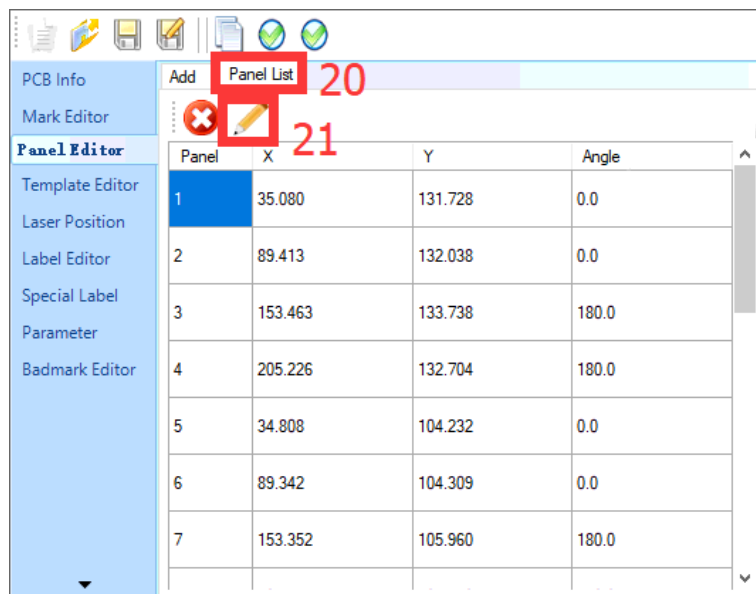 PCB Info
Mark Editor
Panel Editor
Template Editor
Laser Position
Label Editor
Special Label
Parameter
Badmark Editor
Add Panel List 20
21
Panel X Y Angle
1 35.080 131.728 0.0
2 89.413 132.038 0.0
3 153.463 133.738 180.0
4 205.226 132.704 180.0
5 34.808 104.232 0.0
6 89.342 104.309 0.0
7 153.352 105.960 180.0